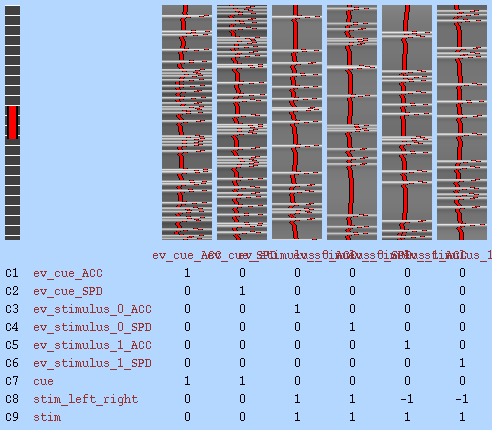 ev_cue_ACC ev_cue_SPD
C1 ev_cue_ACC 1 0 0 0 0 0
C2 ev_cue_SPD 0 1 0 0 0 0
C3 ev_stimulus_0_ACC 0 0 1 0 0 0
C4 ev_stimulus_0_SPD 0 0 0 1 0 0
C5 ev_stimulus_1_ACC 0 0 0 0 1 0
C6 ev_stimulus_1_SPD 0 0 0 0 0 1
C7 cue 1 1 0 0 0 0
C8 stim_left_right 0 0 1 1 -1 -1
C9 stim 0 0 1 1 1 1